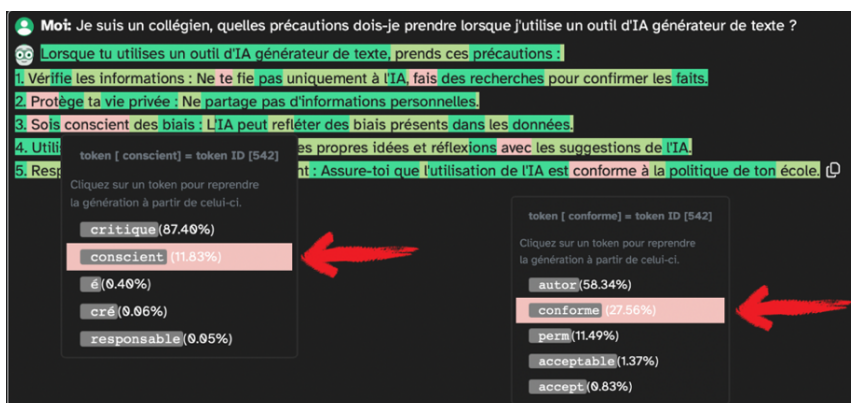 Moi: Je suis un collégien, quelles précautions dois-je prendre lorsque j'utilise un outil d'IA générateur de texte ?
Lorsque tu utilises un outil d'IA générateur de texte, prends ces précautions :
1. Vérifie les informations : Ne te fie pas uniquement à l'IA, fais des recherches pour confirmer les faits.
2. Protège ta vie privée : Ne partage pas d'informations personnelles.
3. Sois conscient des biais : L'IA peut refléter des biais présents dans les données.
4. Utili es propres idées et réflexions avec les suggestions de l'IA.
5. Resp nt : Assure-toi que l'utilisation de l'IA est conforme à la politique de ton école.
token [ conscient] = token ID [542]
Cliquez sur un token pour reprendre
la génération à partir de celui-ci.
critique(87.40%)
conscient (11.83%)
é(0.40%)
cré(0.06%)
responsable(0.05%)
token [ conforme] = token ID [542]
Cliquez sur un token pour reprendre
la génération à partir de celui-ci.
autor(58.34%)
conforme (27.56%)
perm(11.49%)
acceptable(1.37%)
accept(0.83%)